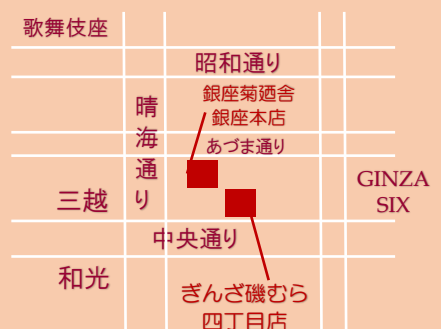 歌舞伎座
昭和通り
銀座菊廼舎
銀座本店
晴海通り
あづま通り
三越
GINZA
SIX
中央通り
和光
ぎんざ磯むら
四丁目店